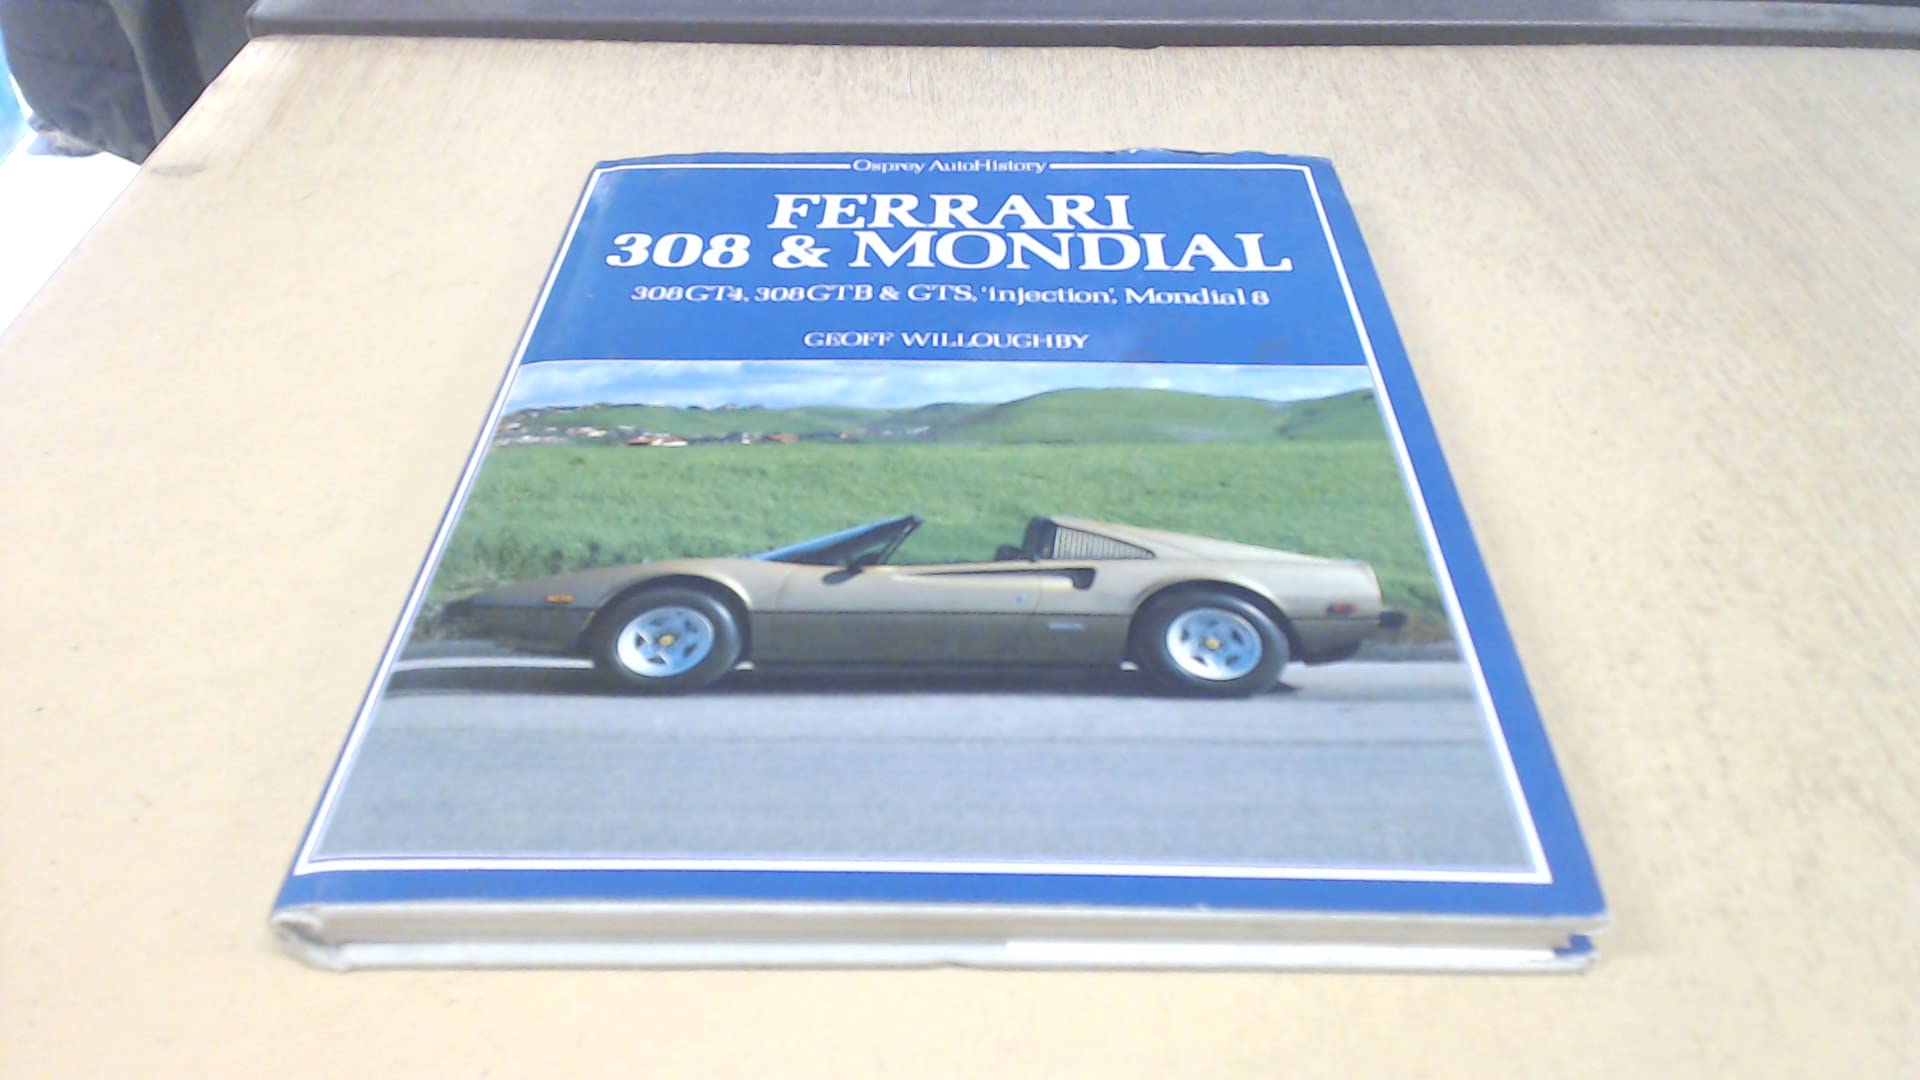 Osprey AutoHistory
FERRARI
308 & MONDIAL
308GT4, 308GTB & GTS, 'injection', Mondial 8
GEOFF WILLOUGHBY